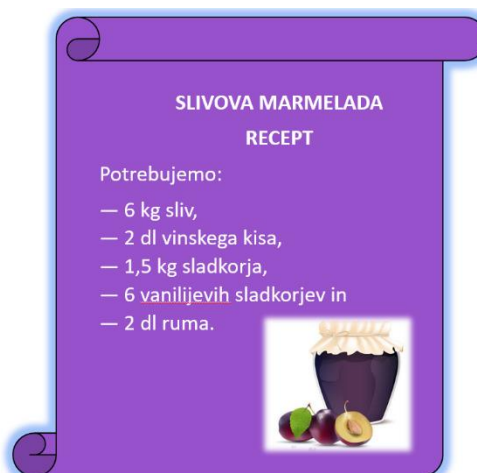 SLIVOVA MARMELADA
RECEPT
Potrebujemo:
— 6 kg sliv,
— 2 dl vinskega kisa,
— 1,5 kg sladkorja,
— 6 vanilijevih sladkorjev in
— 2 dl ruma.